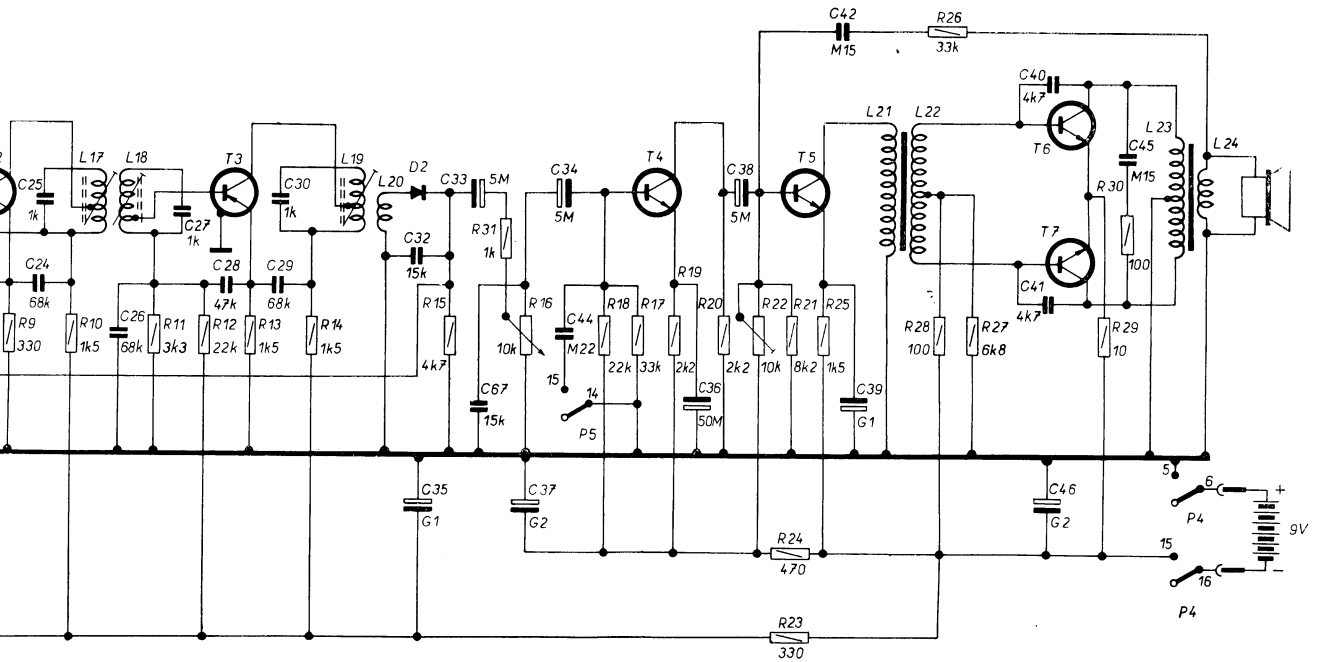 C42
M15
R26
33k
C40
4k7
T6
C45
M15
L23
L24
L21
L22
L17
L18
T3
L19
D2
L20
C33
5M
C34
5M
T4
C38
5M
T5
2
C25
1k
C27
1k
C30
1k
C32
15k
R31
1k
R30
100
T7
C41
4k7
C24
68k
C28
47k
C29
68k
R9
330
R10
1k5
C26
68k
R11
3k3
R12
22k
R13
1k5
R14
1k5
R15
4k7
R16
10k
C44
M22
R18
22k
R17
33k
R19
2k2
R20
2k2
R22
10k
R21
8k2
R25
1k5
R28
100
R27
6k8
R29
10
C67
15k
15
14
P5
C36
50M
C39
G1
C35
G1
C37
G2
C46
G2
5
6
P4
+
9V
−
15
16
P4
R24
470
R23
330